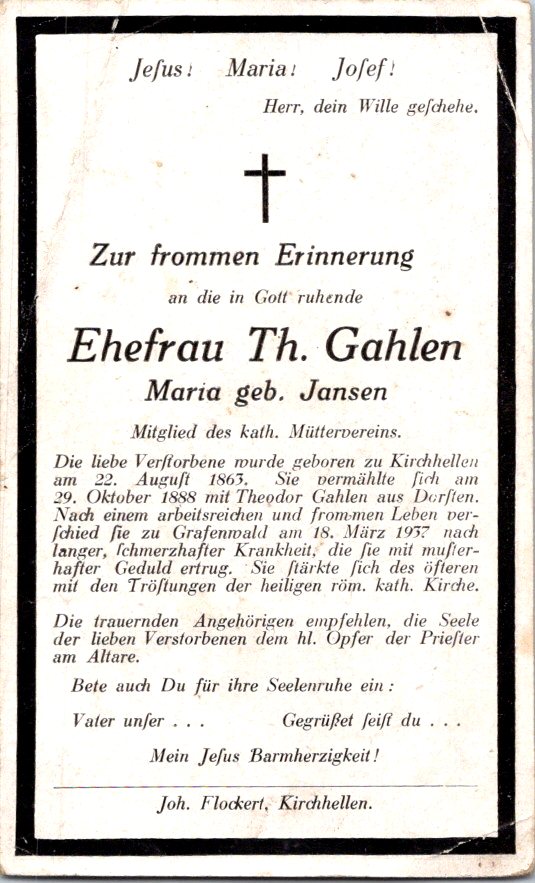 Jeſus! Maria! Joſef!
Herr, dein Wille geſchehe.
Zur frommen Erinnerung
an die in Gott ruhende
Ehefrau Th. Gahlen
Maria geb. Jansen
Mitglied des kath. Müttervereins.
Die liebe Verſtorbene wurde geboren zu Kirchhellen
am 22. Auguſt 1863. Sie vermählte ſich am
29. Oktober 1888 mit Theodor Gahlen aus Dorſten.
Nach einem arbeitsreichen und frommen Leben ver-
ſchied ſie zu Grafenwald am 18. März 1937 nach
langer, ſchmerzhafter Krankheit, die ſie mit muſter-
hafter Geduld ertrug. Sie ſtärkte ſich des öfteren
mit den Tröſtungen der heiligen röm. kath. Kirche.
Die trauernden Angehörigen empfehlen, die Seele
der lieben Verstorbenen dem hl. Opfer der Prieſter
am Altare.
Bete auch Du für ihre Seelenruhe ein:
Vater unſer . . . Gegrüßet ſeiſt du . . .
Mein Jeſus Barmherzigkeit!
Joh. Flockert, Kirchhellen.